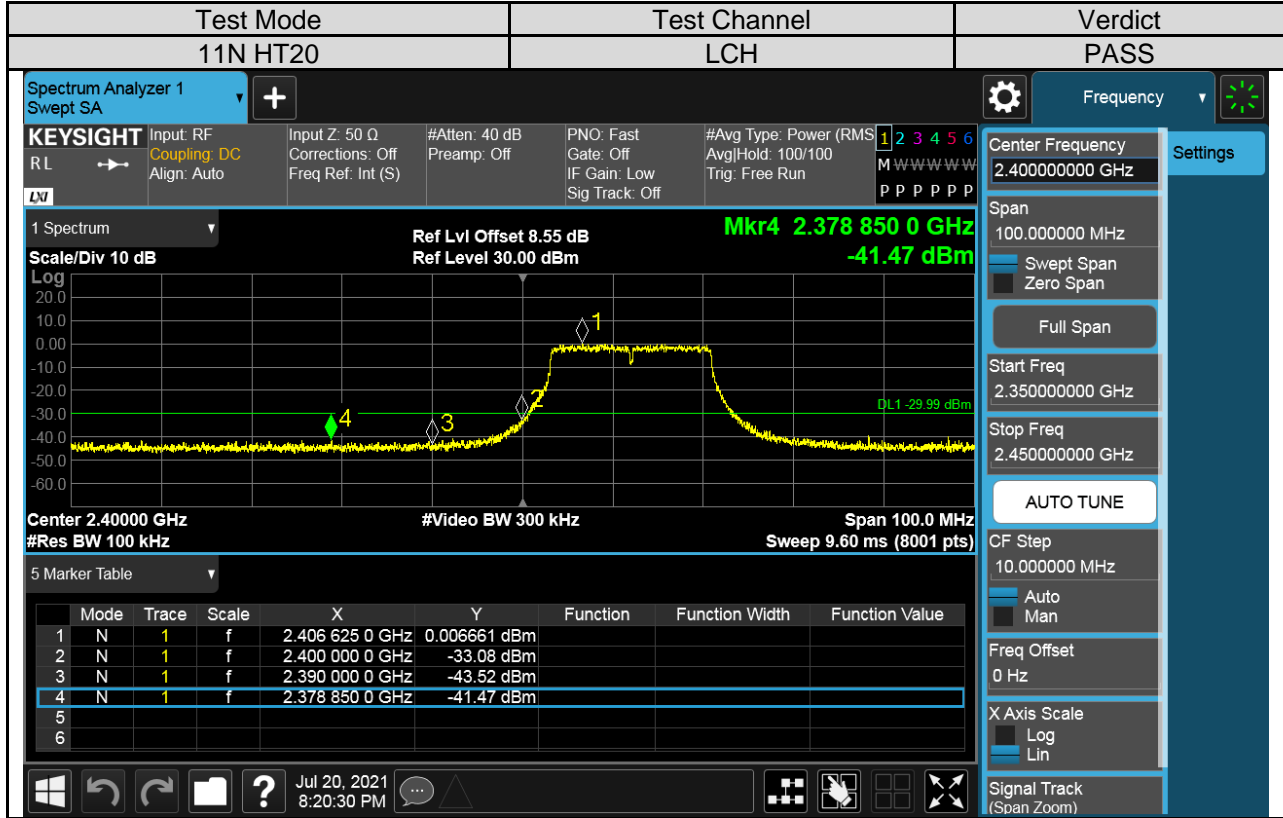 Test Mode Test Channel Verdict
11N HT20 LCH PASS
Spectrum Analyzer 1
Swept SA
+
Frequency
KEYSIGHT
RL
LXI
Input: RF
Coupling: DC
Align: Auto
Input Z: 50 Ω
Corrections: Off
Freq Ref: Int (S)
#Atten: 40 dB
Preamp: Off
PNO: Fast
Gate: Off
IF Gain: Low
Sig Track: Off
#Avg Type: Power (RMS
Avg|Hold: 100/100
Trig: Free Run
1 2 3 4 5 6
M W W W W W
P P P P P P
1 Spectrum
Scale/Div 10 dB
Ref Lvl Offset 8.55 dB
Ref Level 30.00 dBm
Mkr4 2.378 850 0 GHz
-41.47 dBm
Log
20.0
10.0
0.00
-10.0
-20.0
-30.0
-40.0
-50.0
-60.0
1
2
3
4
DL1 -29.99 dBm
Center 2.40000 GHz
#Res BW 100 kHz
#Video BW 300 kHz
Span 100.0 MHz
Sweep 9.60 ms (8001 pts)
5 Marker Table
Mode Trace Scale X Y Function Function Width Function Value
1 N 1 f 2.406 625 0 GHz 0.006661 dBm
2 N 1 f 2.400 000 0 GHz -33.08 dBm
3 N 1 f 2.390 000 0 GHz -43.52 dBm
4 N 1 f 2.378 850 0 GHz -41.47 dBm
5
6
?
Jul 20, 2021
8:20:30 PM
Settings
Center Frequency
2.400000000 GHz
Span
100.000000 MHz
Swept Span
Zero Span
Full Span
Start Freq
2.350000000 GHz
Stop Freq
2.450000000 GHz
AUTO TUNE
CF Step
10.000000 MHz
Auto
Man
Freq Offset
0 Hz
X Axis Scale
Log
Lin
Signal Track
(Span Zoom)